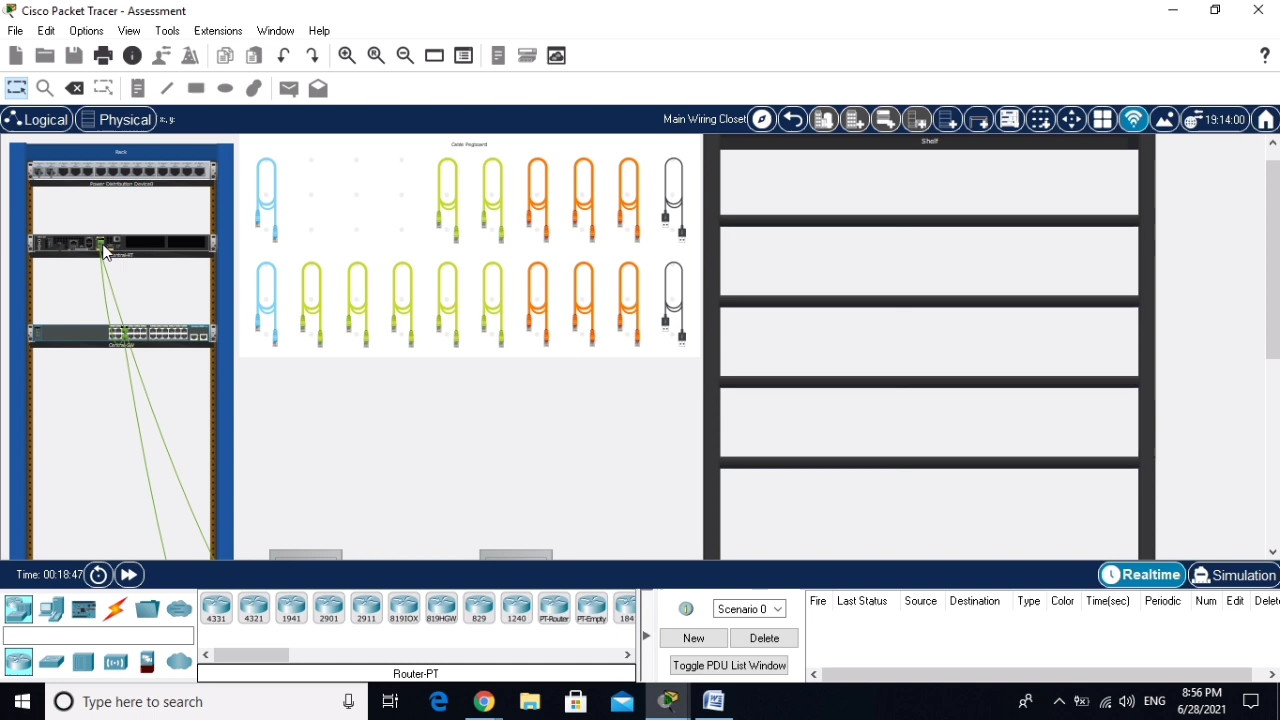 Cisco Packet Tracer - Assessment
File Edit Options View Tools Extensions Window Help
Logical Physical x: y: Main Wiring Closet 19:14:00
Rack
Cable Pegboard
Shelf
Power Distribution Device0
Central-RT
Time: 00:18:47 Realtime Simulation
4331 4321 1941 2901 2911 819IOX 819HGW 829 1240 PT-Router PT-Empty 184
Router-PT
Scenario 0
New Delete
Toggle PDU List Window
Fire Last Status Source Destination Type Color Time(sec) Periodic Num Edit Delet
Type here to search
ENG
8:56 PM
6/28/2021